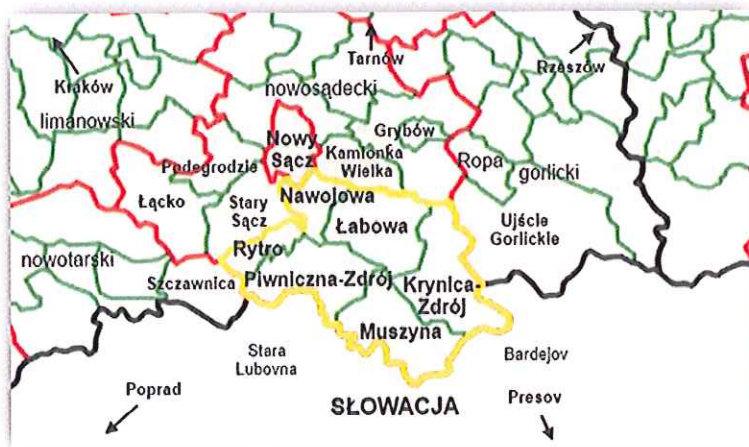 Kraków
Tarnów
Rzeszów
limanowski
nowosądecki
Nowy
Sącz
Grybów
Kamionka
Wielka
Ropa
gorlicki
Podegrodzie
Łącko
Stary
Sącz
Nawojowa
Łabowa
Ujście
Gorlickie
nowotarski
Szczawnica
Rytro
Piwniczna-Zdrój
Krynica-
Zdrój
Muszyna
Stara
Lubovna
Bardejov
Poprad
SŁOWACJA
Presov